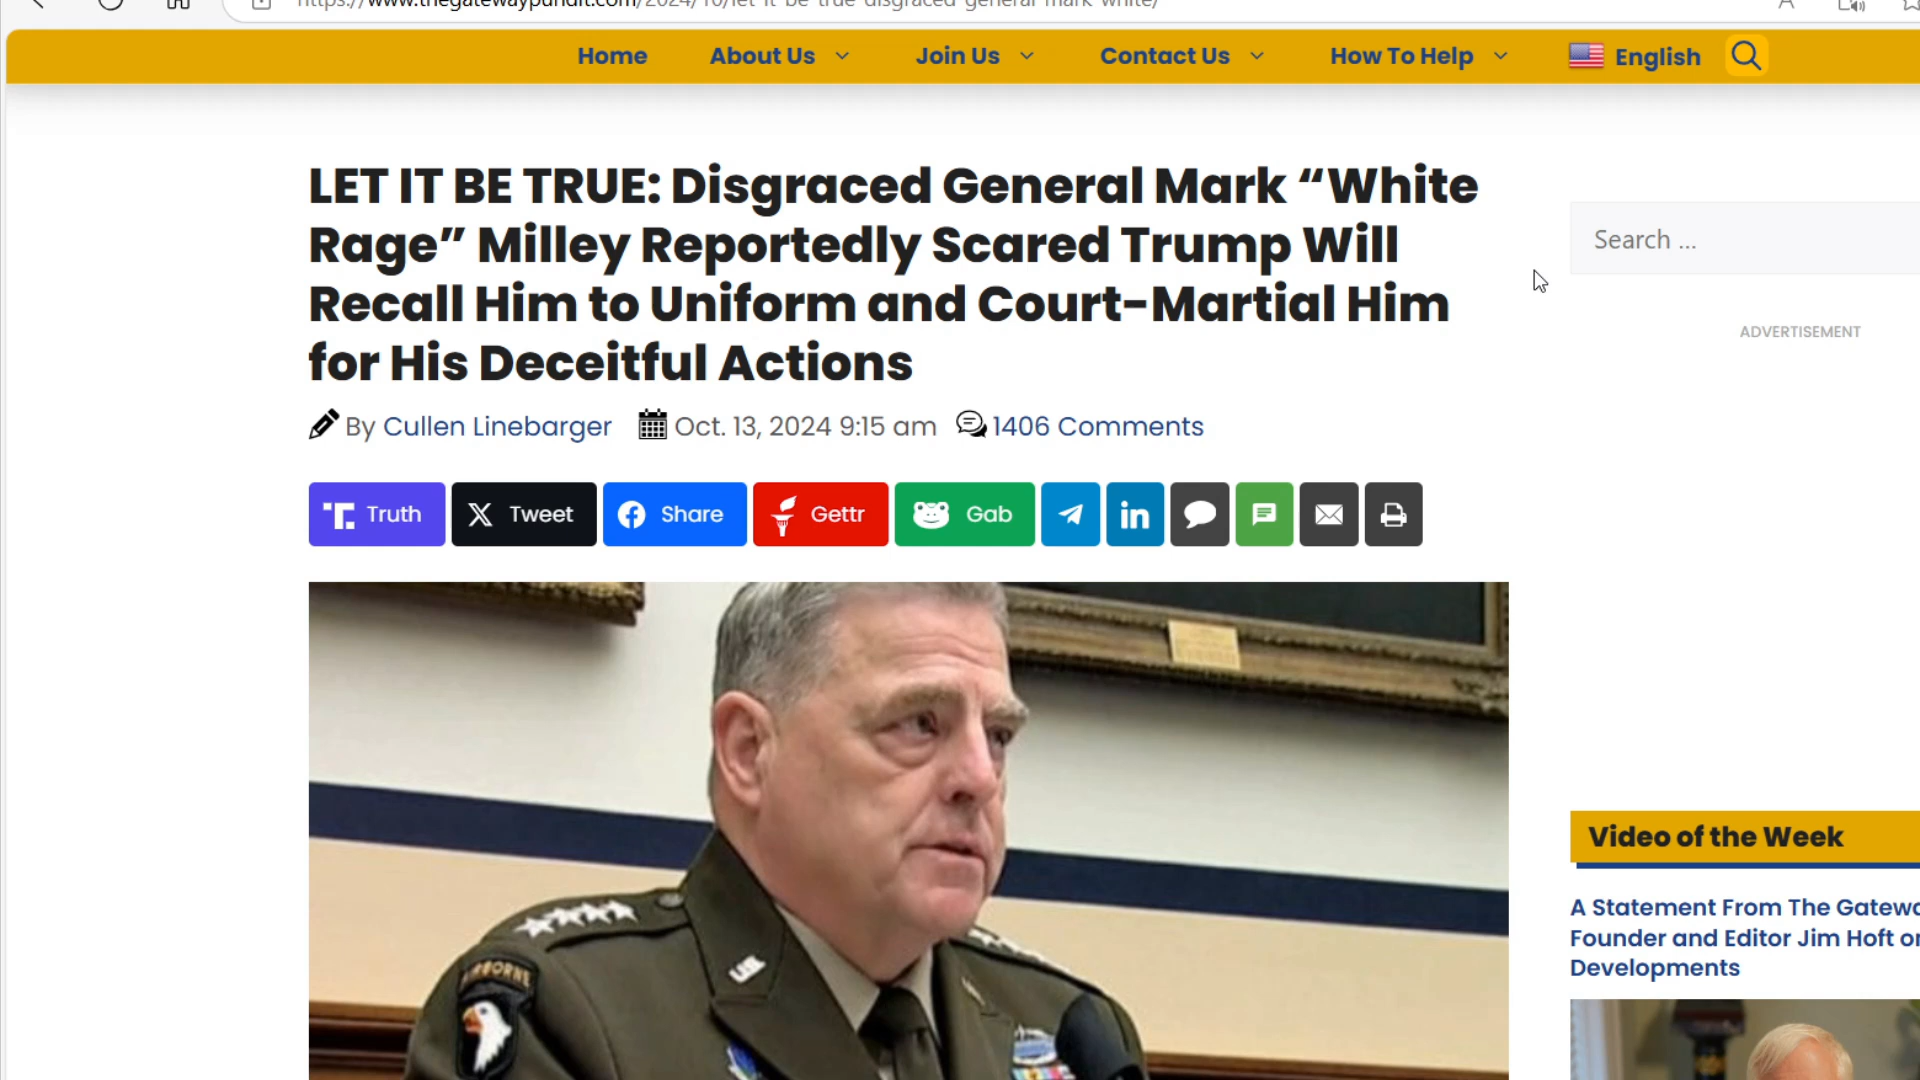 https://www.thegatewaypundit.com/2024/10/let-it-be-true-disgraced-general-mark-white/
Home About Us Join Us Contact Us How To Help English
LET IT BE TRUE: Disgraced General Mark “White
Rage” Milley Reportedly Scared Trump Will
Recall Him to Uniform and Court-Martial Him
for His Deceitful Actions
By Cullen Linebarger Oct. 13, 2024 9:15 am 1406 Comments
Truth Tweet Share Gettr Gab in
Search ...
ADVERTISEMENT
AIRBORNE
U.S.
Video of the Week
A Statement From The Gatewa
Founder and Editor Jim Hoft or
Developments